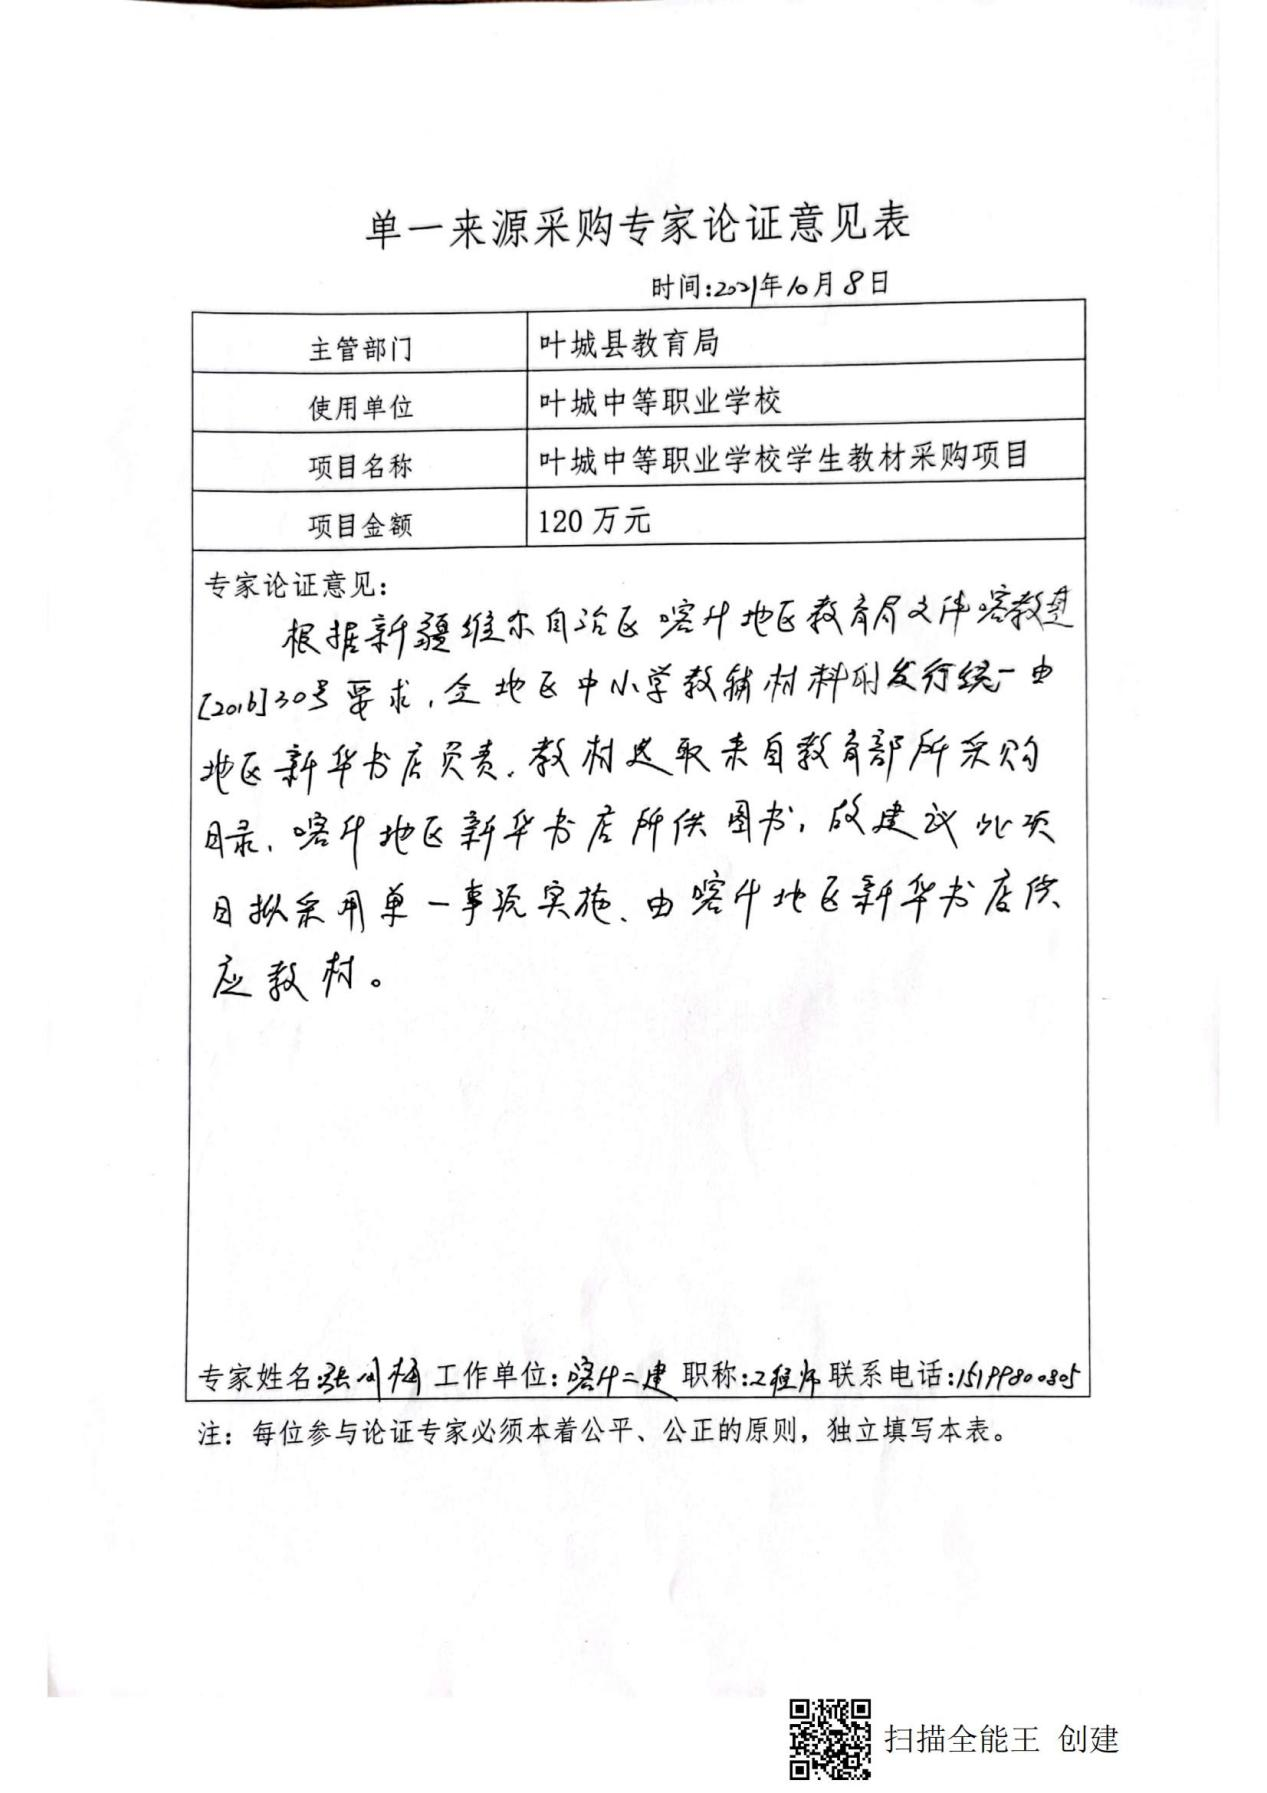 单一来源采购专家论证意见表
时间:2021年10月8日
主管部门 叶城县教育局
使用单位 叶城中等职业学校
项目名称 叶城中等职业学校学生教材采购项目
项目金额 120万元
专家论证意见:
根据新疆维尔自治区喀什地区教育局文件喀教基
[2016]30号要求,全地区中小学教辅材料的发行统一由
地区新华书店负责,教材选取来自教育部所采购
目录,喀什地区新华书店所供图书,故建议此项
目拟采用单一事项实施、由喀什地区新华书店供
应教材。
专家姓名:张 梅 工作单位:喀什二建 职称:工程师 联系电话:15199800805
注:每位参与论证专家必须本着公平、公正的原则,独立填写本表。
扫描全能王 创建